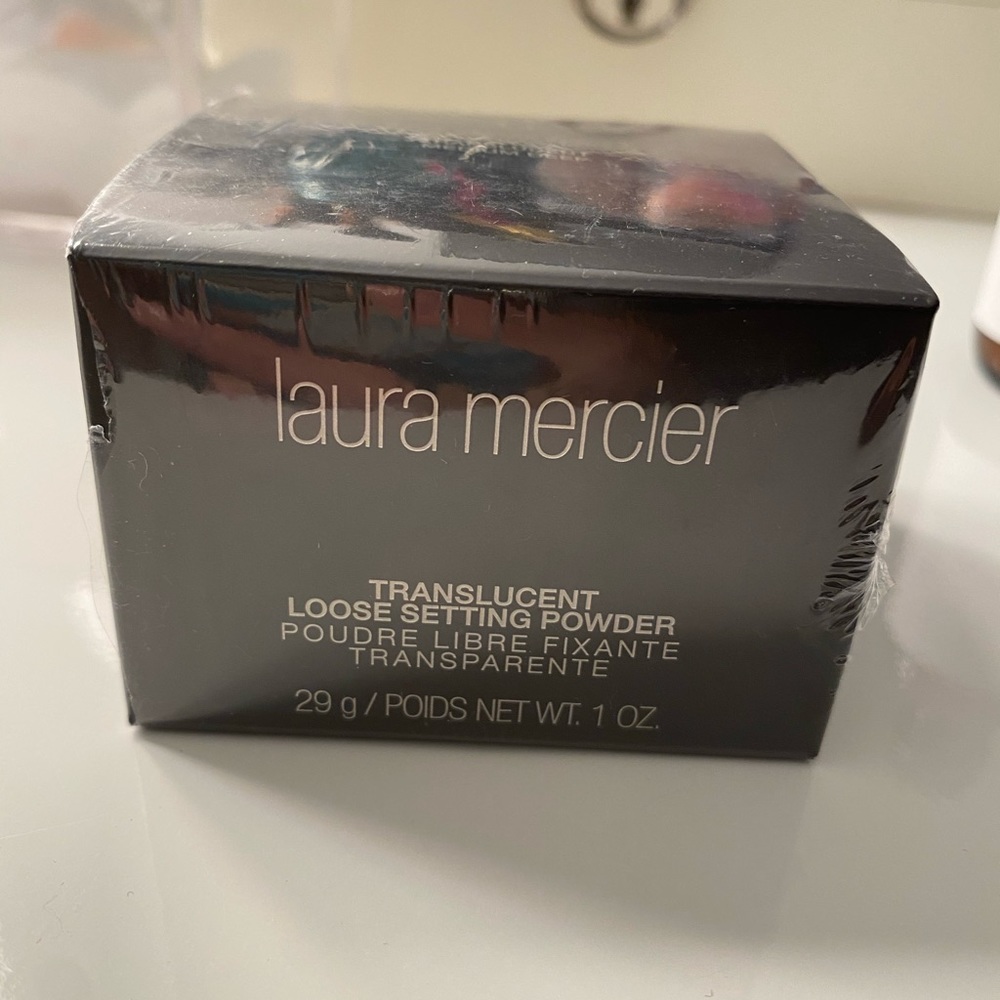 laura mercier
TRANSLUCENT
LOOSE SETTING POWDER
POUDRE LIBRE FIXANTE
TRANSPARENTE
29 g / POIDS NET WT. 1 OZ.